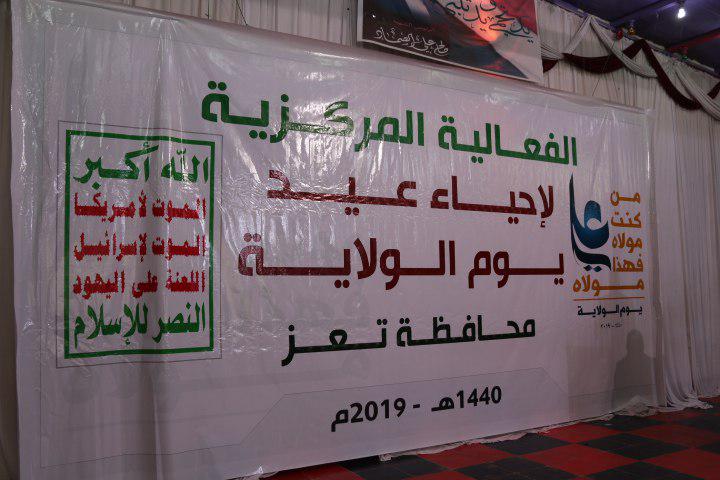 الفعالية المركزية
لإحياء عيد
يوم الولاية
محافظة تعز
1440هـ - 2019م
من
كنت
مولاه
فهذا
علي
مولاه
يوم الولاية
الله أكبر
الموت لأمريكا
الموت لإسرائيل
اللعنة على اليهود
النصر للإسلام